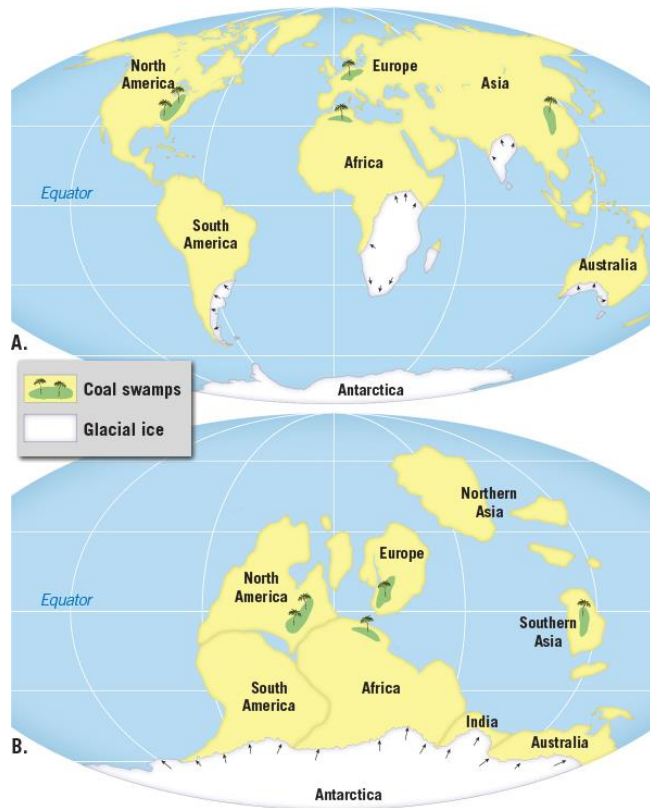 North
America
Europe
Asia
Africa
Equator
South
America
Australia
A.
Antarctica
Coal swamps
Glacial ice
Northern
Asia
Europe
North
America
Equator
Southern
Asia
South
America
Africa
India
Australia
B.
Antarctica